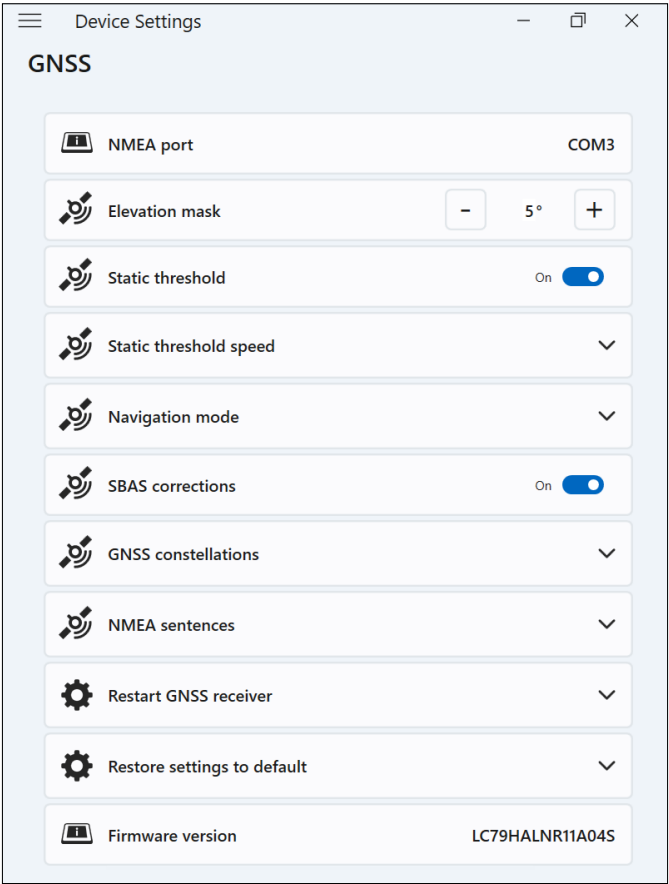 Device Settings
GNSS
NMEA port COM3
Elevation mask - 5° +
Static threshold On
Static threshold speed
Navigation mode
SBAS corrections On
GNSS constellations
NMEA sentences
Restart GNSS receiver
Restore settings to default
Firmware version LC79HALNR11A04S